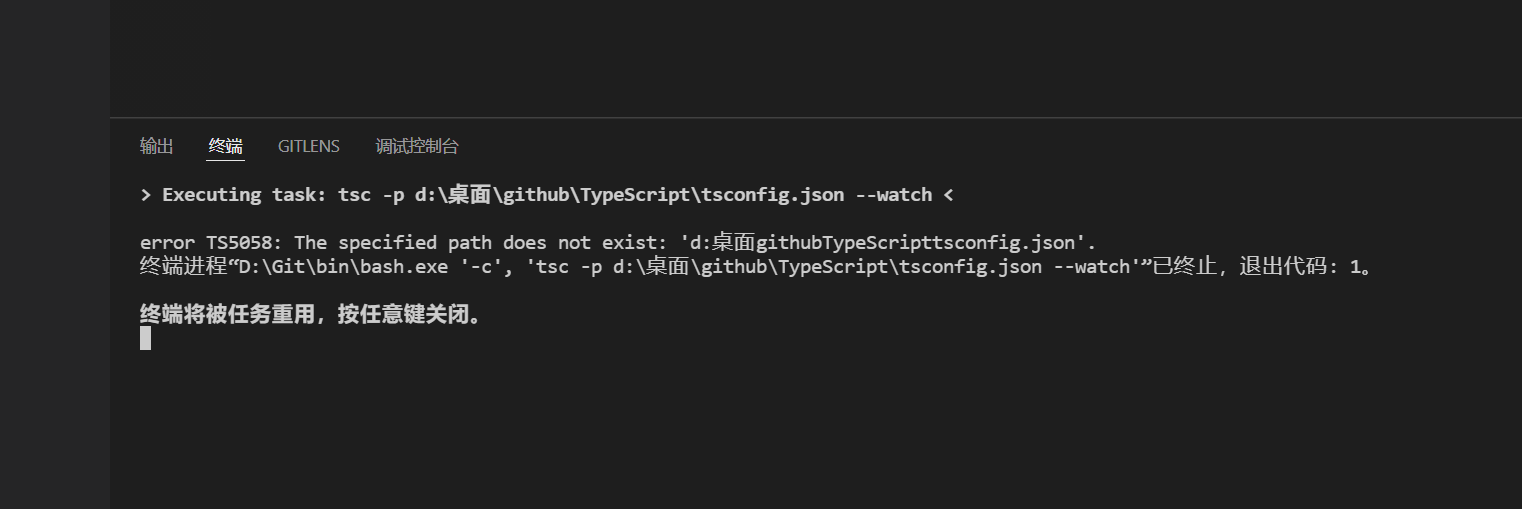 输出 终端 GITLENS 调试控制台
> Executing task: tsc -p d:\桌面\github\TypeScript\tsconfig.json --watch <
error TS5058: The specified path does not exist: 'd:桌面githubTypeScripttsconfig.json'.
终端进程“D:\Git\bin\bash.exe '-c', 'tsc -p d:\桌面\github\TypeScript\tsconfig.json --watch'”已终止，退出代码: 1。
终端将被任务重用，按任意键关闭。